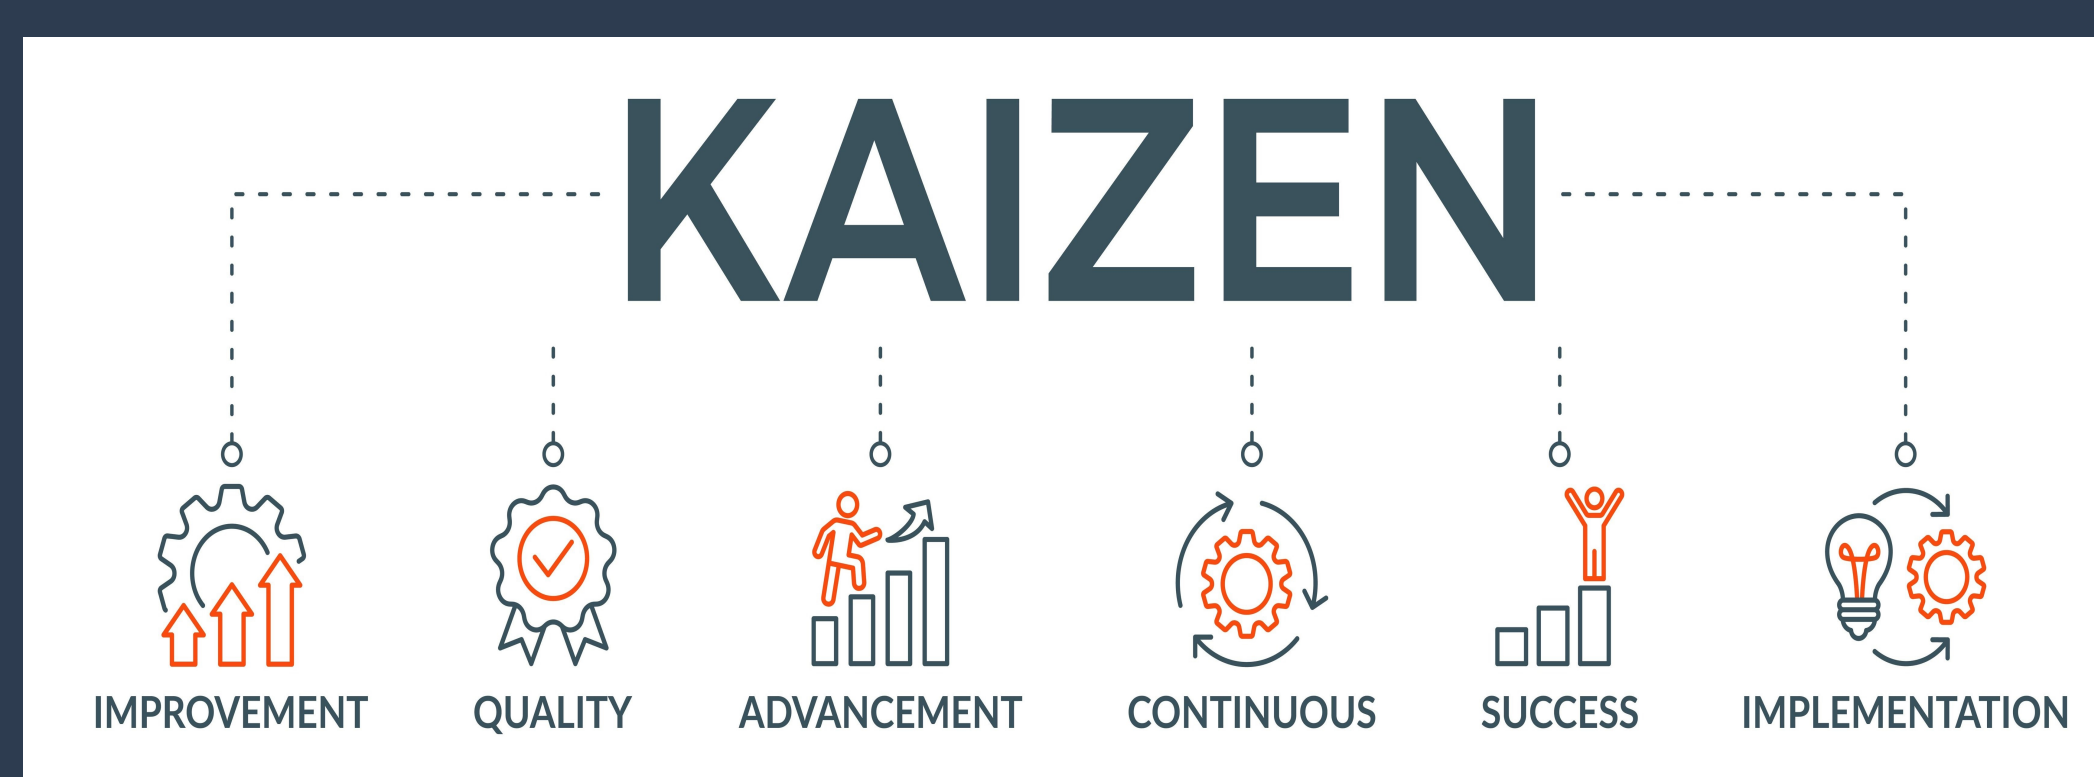 KAIZEN
IMPROVEMENT
QUALITY
ADVANCEMENT
CONTINUOUS
SUCCESS
IMPLEMENTATION